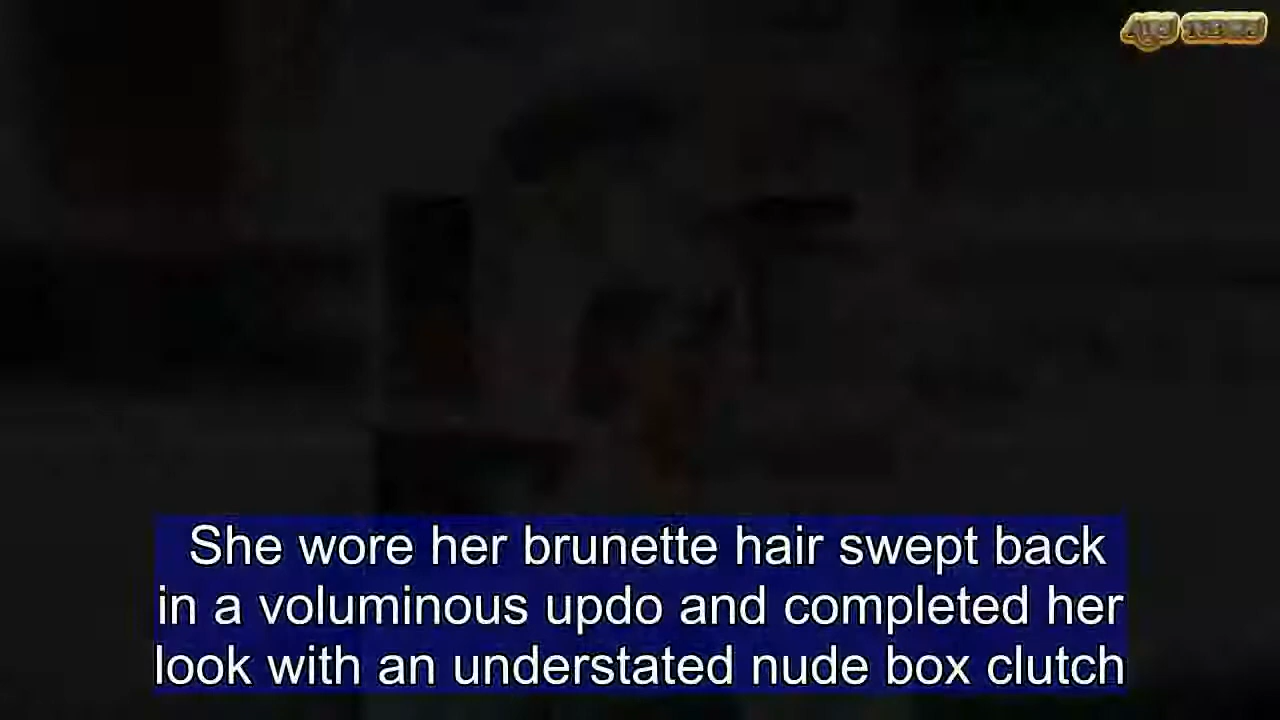 She wore her brunette hair swept back
in a voluminous updo and completed her
look with an understated nude box clutch